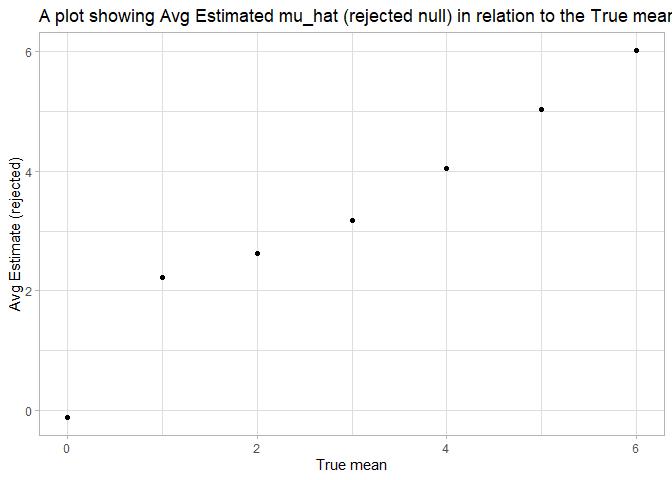 A plot showing Avg Estimated mu_hat (rejected null) in relation to the True mean
6
4
2
0
Avg Estimate (rejected)
0 2 4 6
True mean